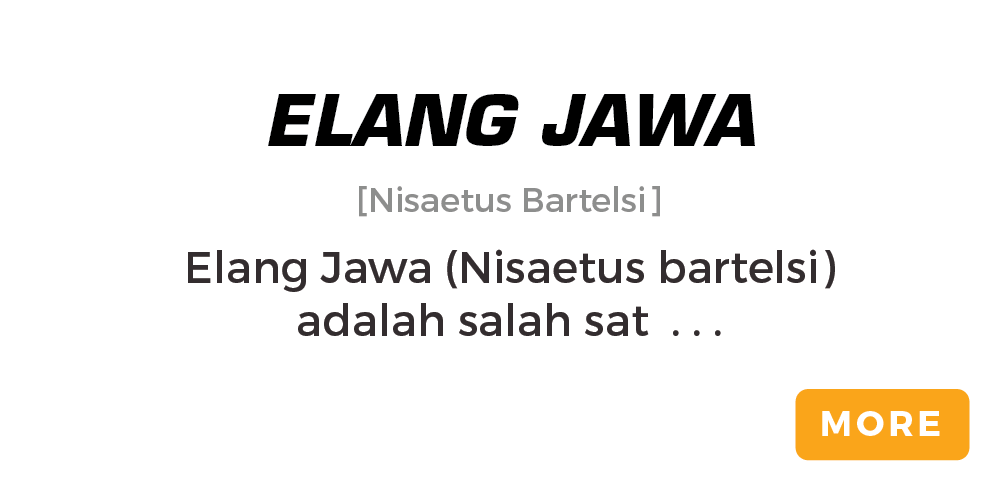 ELANG JAWA
[Nisaetus Bartelsi]
Elang Jawa (Nisaetus bartelsi)
adalah salah sat ...
MORE